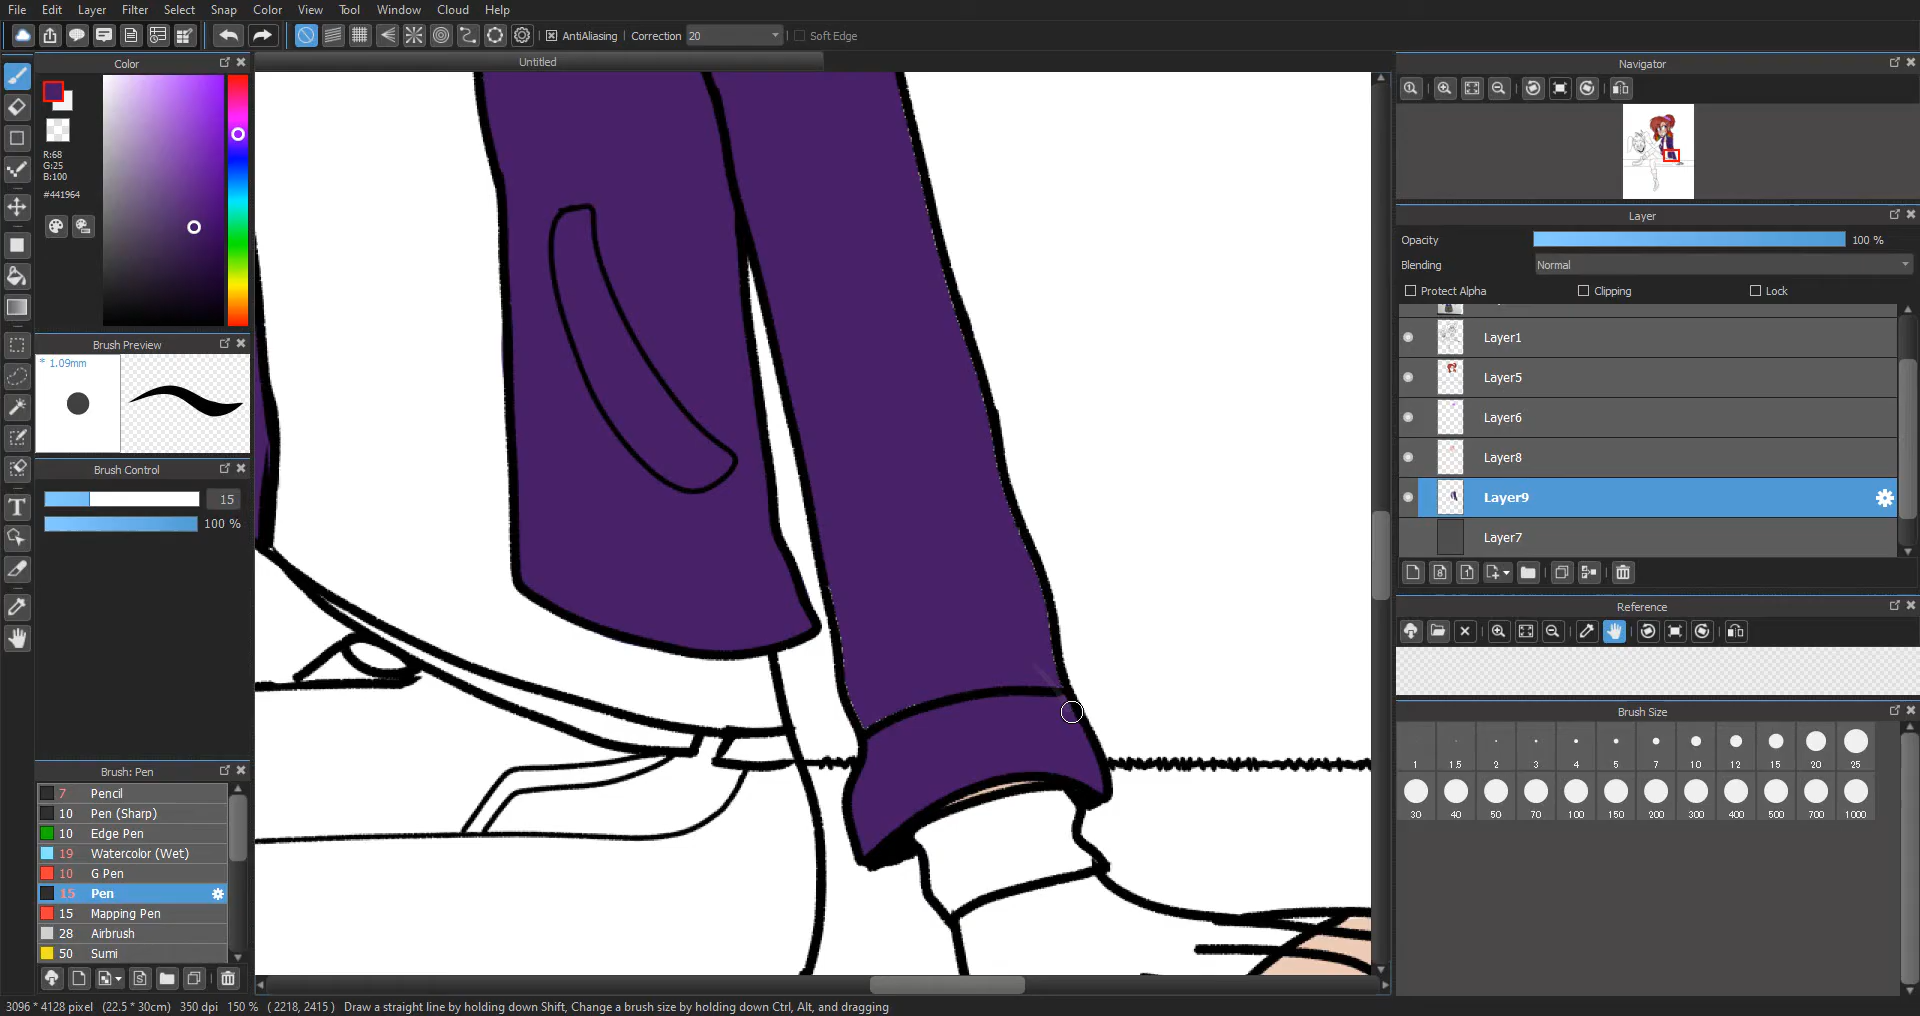 File Edit Layer Filter Select Snap Color View Tool Window Cloud Help
AntiAliasing Correction 20 Soft Edge
Color
R:68
G:25
B:100
#441964
Brush Preview
* 1.09mm
Brush Control
15
100 %
Brush: Pen
7 Pencil
10 Pen (Sharp)
10 Edge Pen
19 Watercolor (Wet)
10 G Pen
15 Pen
15 Mapping Pen
28 Airbrush
50 Sumi
Untitled
Navigator
Layer
Opacity 100 %
Blending Normal
Protect Alpha Clipping Lock
Layer1
Layer5
Layer6
Layer8
Layer9
Layer7
Reference
Brush Size
1 1.5 2 3 4 5 7 10 12 15 20 25
30 40 50 70 100 150 200 300 400 500 700 1000
3096 * 4128 pixel (22.5 * 30cm) 350 dpi 150 % ( 2218, 2415 ) Draw a straight line by holding down Shift, Change a brush size by holding down Ctrl, Alt, and dragging